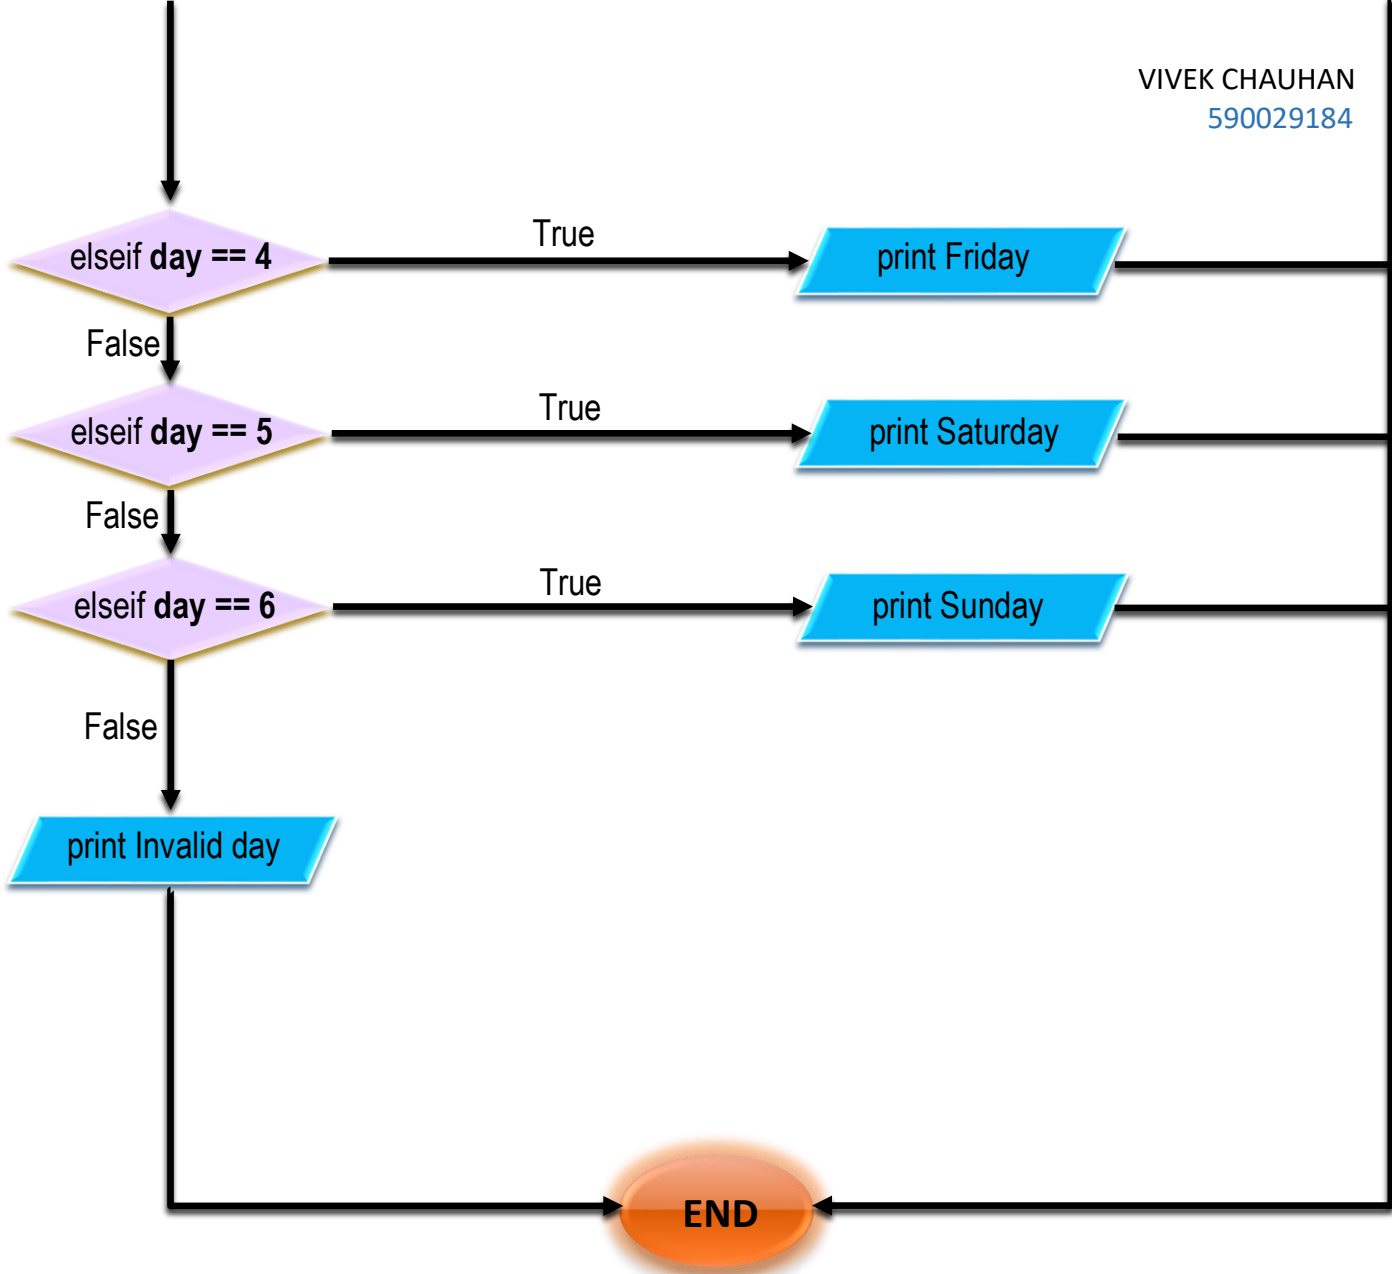 VIVEK CHAUHAN
590029184
True
elseif day == 4
print Friday
False
True
elseif day == 5
print Saturday
False
True
elseif day == 6
print Sunday
False
print Invalid day
END